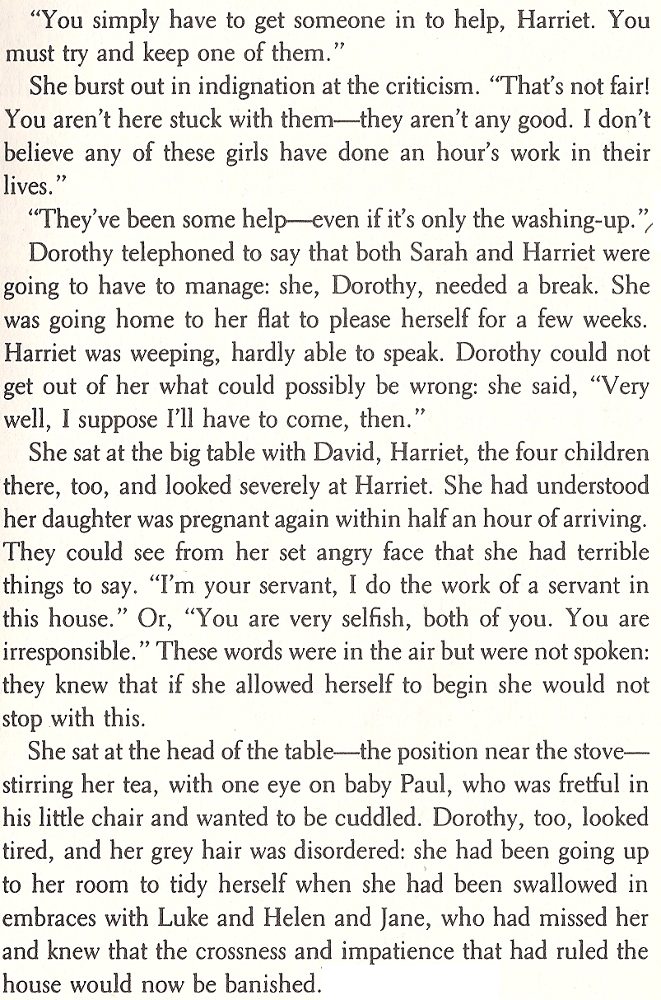 “You simply have to get someone in to help, Harriet. You
must try and keep one of them.”
She burst out in indignation at the criticism. “That’s not fair!
You aren’t here stuck with them—they aren’t any good. I don’t
believe any of these girls have done an hour’s work in their
lives.”
“They’ve been some help—even if it’s only the washing-up.”
Dorothy telephoned to say that both Sarah and Harriet were
going to have to manage: she, Dorothy, needed a break. She
was going home to her flat to please herself for a few weeks.
Harriet was weeping, hardly able to speak. Dorothy could not
get out of her what could possibly be wrong: she said, “Very
well, I suppose I’ll have to come, then.”
She sat at the big table with David, Harriet, the four children
there, too, and looked severely at Harriet. She had understood
her daughter was pregnant again within half an hour of arriving.
They could see from her set angry face that she had terrible
things to say. “I’m your servant, I do the work of a servant in
this house.” Or, “You are very selfish, both of you. You are
irresponsible.” These words were in the air but were not spoken:
they knew that if she allowed herself to begin she would not
stop with this.
She sat at the head of the table—the position near the stove—
stirring her tea, with one eye on baby Paul, who was fretful in
his little chair and wanted to be cuddled. Dorothy, too, looked
tired, and her grey hair was disordered: she had been going up
to her room to tidy herself when she had been swallowed in
embraces with Luke and Helen and Jane, who had missed her
and knew that the crossness and impatience that had ruled the
house would now be banished.